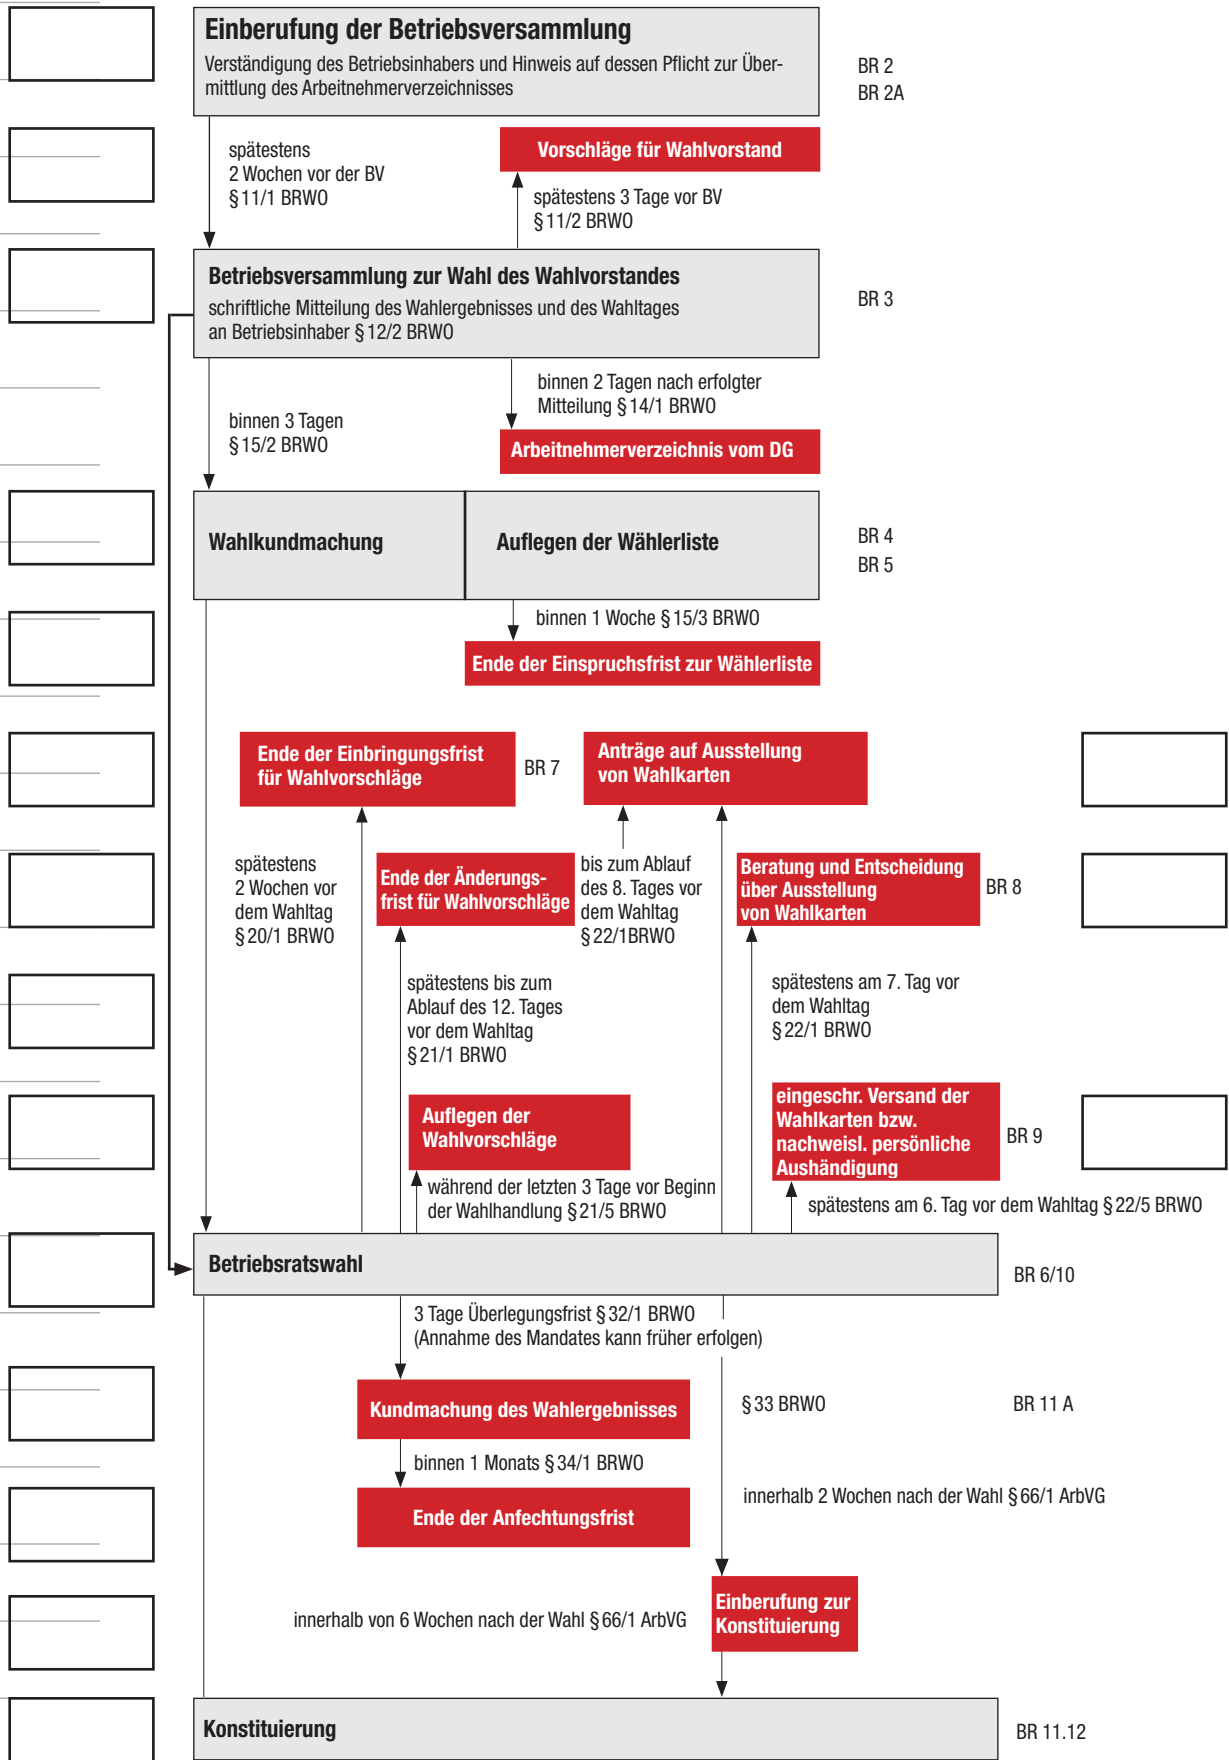 Einberufung der Betriebsversammlung
Verständigung des Betriebsinhabers und Hinweis auf dessen Pflicht zur Über-
mittlung des Arbeitnehmerverzeichnisses
BR 2
BR 2A
spätestens
2 Wochen vor der BV
§ 11/1 BRWO
Vorschläge für Wahlvorstand
spätestens 3 Tage vor BV
§ 11/2 BRWO
Betriebsversammlung zur Wahl des Wahlvorstandes
schriftliche Mitteilung des Wahlergebnisses und des Wahltages
an Betriebsinhaber § 12/2 BRWO
BR 3
binnen 2 Tagen nach erfolgter
Mitteilung § 14/1 BRWO
binnen 3 Tagen
§ 15/2 BRWO
Arbeitnehmerverzeichnis vom DG
Wahlkundmachung
Auflegen der Wählerliste
BR 4
BR 5
binnen 1 Woche § 15/3 BRWO
Ende der Einspruchsfrist zur Wählerliste
Ende der Einbringungsfrist
für Wahlvorschläge
BR 7
Anträge auf Ausstellung
von Wahlkarten
spätestens
2 Wochen vor
dem Wahltag
§ 20/1 BRWO
Ende der Änderungs-
frist für Wahlvorschläge
bis zum Ablauf
des 8. Tages vor
dem Wahltag
§ 22/1BRWO
Beratung und Entscheidung
über Ausstellung
von Wahlkarten
BR 8
spätestens bis zum
Ablauf des 12. Tages
vor dem Wahltag
§ 21/1 BRWO
spätestens am 7. Tag vor
dem Wahltag
§ 22/1 BRWO
Auflegen der
Wahlvorschläge
eingeschr. Versand der
Wahlkarten bzw.
nachweisl. persönliche
Aushändigung
BR 9
während der letzten 3 Tage vor Beginn
der Wahlhandlung § 21/5 BRWO
spätestens am 6. Tag vor dem Wahltag § 22/5 BRWO
Betriebsratswahl
BR 6/10
3 Tage Überlegungsfrist § 32/1 BRWO
(Annahme des Mandates kann früher erfolgen)
Kundmachung des Wahlergebnisses
§ 33 BRWO
BR 11 A
binnen 1 Monats § 34/1 BRWO
innerhalb 2 Wochen nach der Wahl § 66/1 ArbVG
Ende der Anfechtungsfrist
Einberufung zur
Konstituierung
innerhalb von 6 Wochen nach der Wahl § 66/1 ArbVG
Konstituierung
BR 11.12